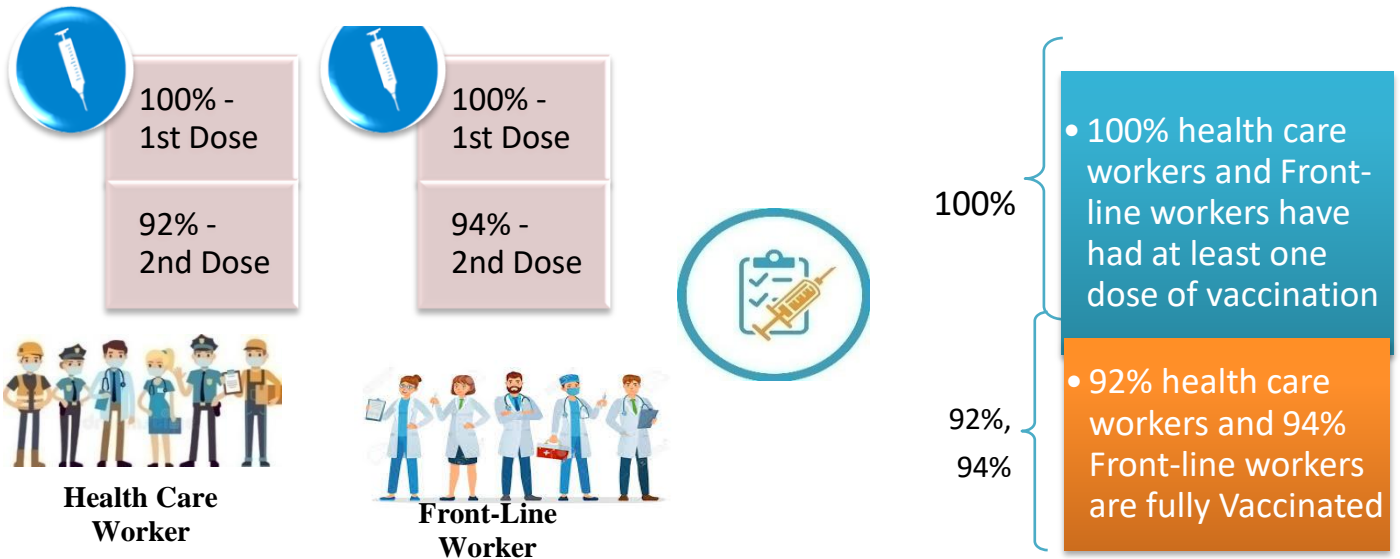 100% -
1st Dose
92% -
2nd Dose
Health Care
Worker
100% -
1st Dose
94% -
2nd Dose
Front-Line
Worker
100%
• 100% health care
workers and Front-
line workers have
had at least one
dose of vaccination
92%,
94%
• 92% health care
workers and 94%
Front-line workers
are fully Vaccinated